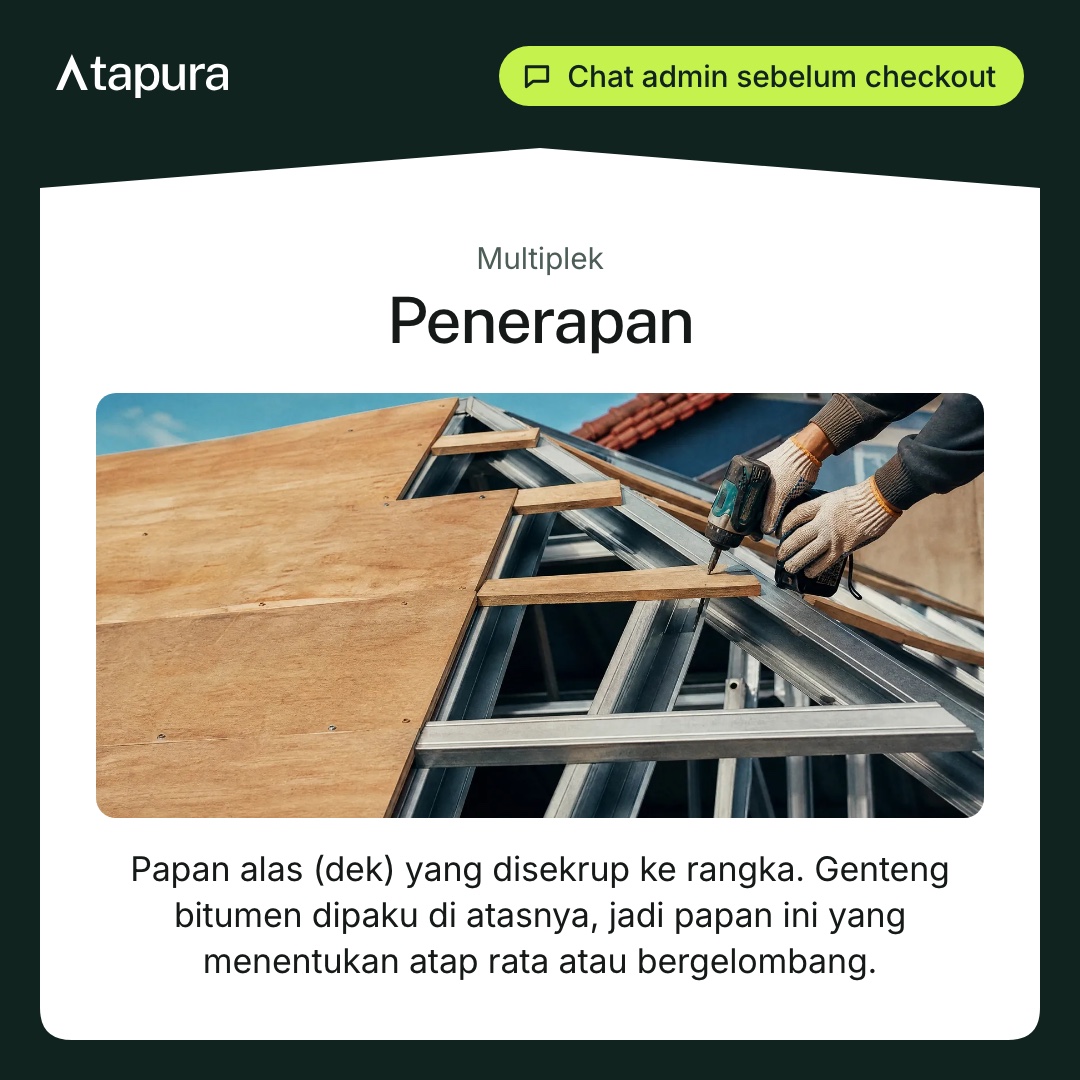 Atapura
Chat admin sebelum checkout
Multiplek
Penerapan
Papan alas (dek) yang disekrup ke rangka. Genteng
bitumen dipaku di atasnya, jadi papan ini yang
menentukan atap rata atau bergelombang.